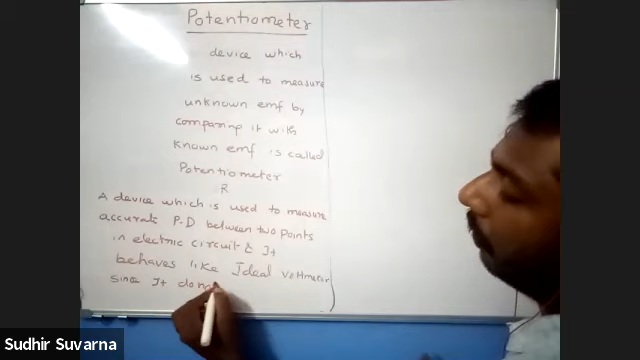 Potentiometer
device which
is used to measure
unknown emf by
comparing it with
known emf is called
Potentiometer
R
A device which is used to measure
accurate P.D between two points
in electric circuit & It
behaves like Ideal voltmeter
since It don
Sudhir Suvarna